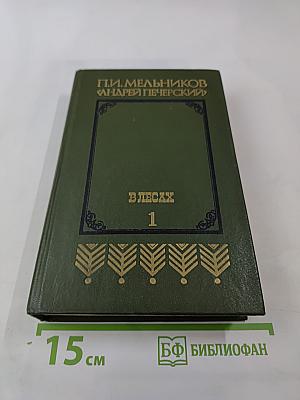 П.И. МЕЛЬНИКОВ
«АНДРЕЙ ПЕЧЕРСКИЙ»
В ЛЕСАХ
1
15 см
БФ БИБЛИОФАН